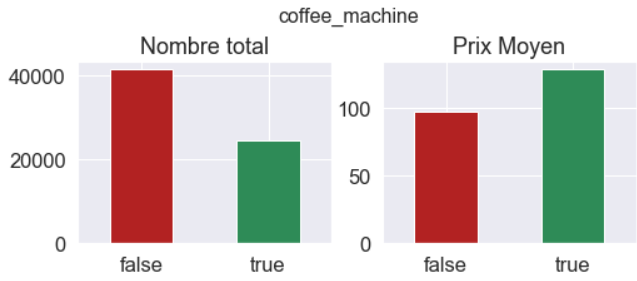 coffee_machine
Nombre total
Prix Moyen
40000
20000
0
false
true
100
50
0
false
true